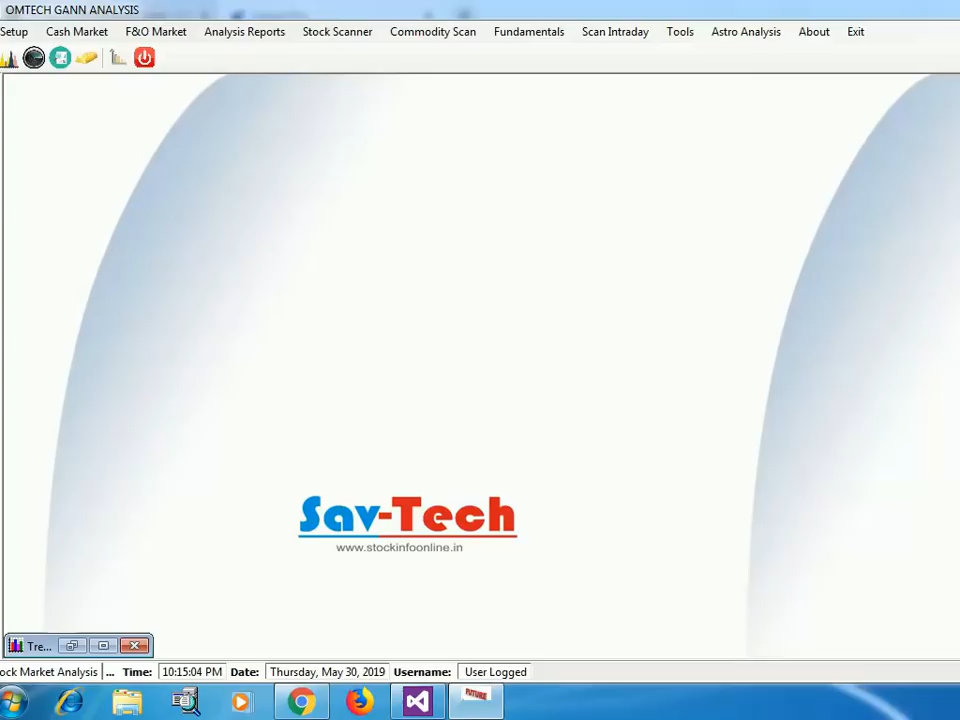 OMTECH GANN ANALYSIS
Setup Cash Market F&O Market Analysis Reports Stock Scanner Commodity Scan Fundamentals Scan Intraday Tools Astro Analysis About Exit
Sav-Tech
www.stockinfoonline.in
Tre...
ock Market Analysis ... Time: 10:15:04 PM Date: Thursday, May 30, 2019 Username: User Logged
FUTURE